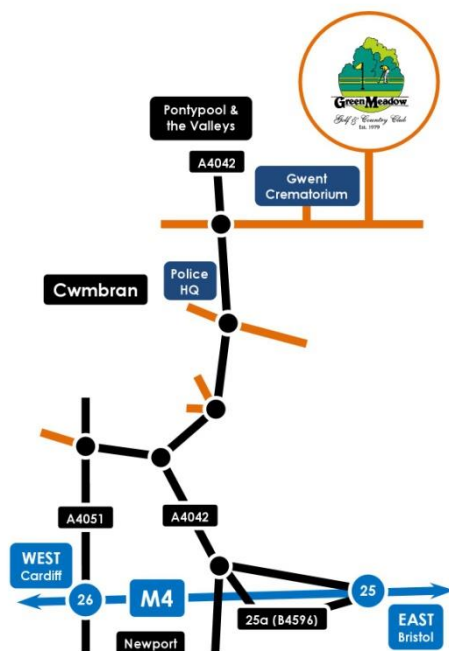 GreenMeadow
Golf & Country Club
Est. 1979
Pontypool &
the Valleys
A4042
Gwent
Crematorium
Police
HQ
Cwmbran
A4051
A4042
WEST
Cardiff
26
M4
25
25a (B4596)
EAST
Bristol
Newport